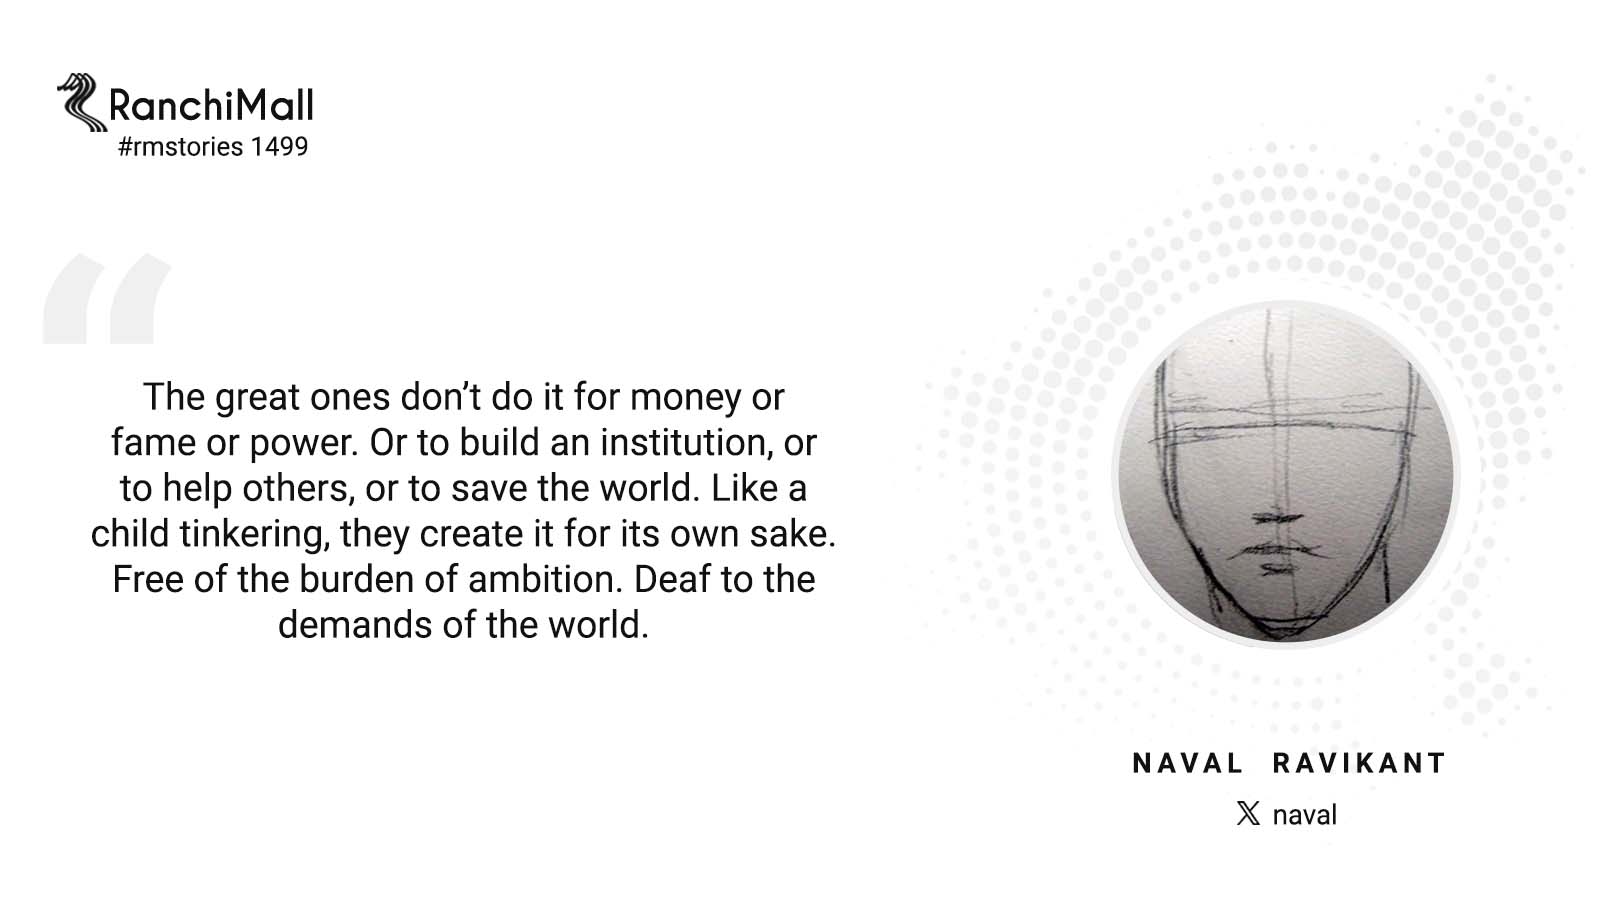 RanchiMall
#rmstories 1499
“
The great ones don’t do it for money or
fame or power. Or to build an institution, or
to help others, or to save the world. Like a
child tinkering, they create it for its own sake.
Free of the burden of ambition. Deaf to the
demands of the world.
NAVAL RAVIKANT
𝕏 naval